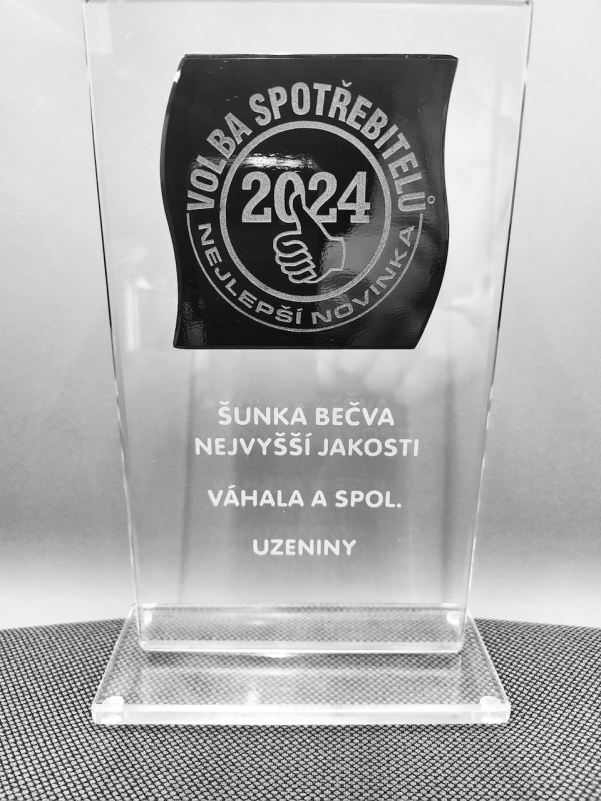 VOLBA SPOTŘEBITELŮ
2024
NEJLEPŠÍ NOVINKA
ŠUNKA BEČVA
NEJVYŠŠÍ JAKOSTI
VÁHALA A SPOL.
UZENINY